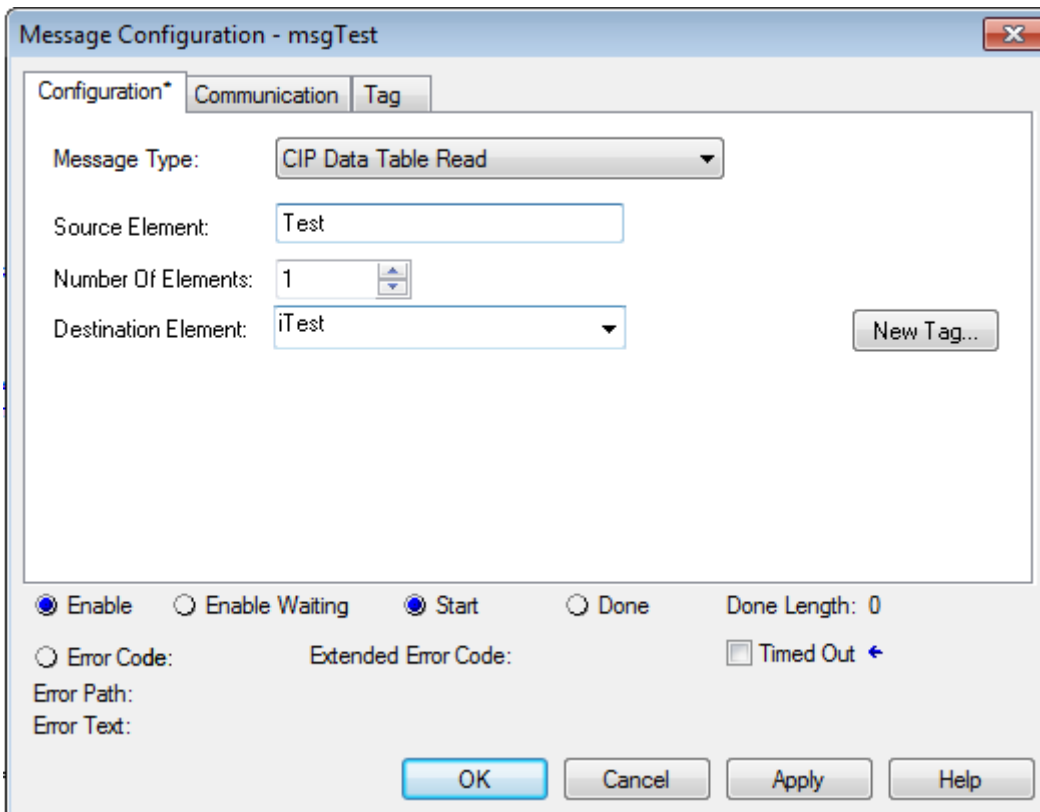 Message Configuration - msgTest
Configuration* Communication Tag
Message Type: CIP Data Table Read
Source Element: Test
Number Of Elements: 1
Destination Element: iTest New Tag...
Enable Enable Waiting Start Done Done Length: 0
Error Code: Extended Error Code: Timed Out
Error Path:
Error Text:
OK Cancel Apply Help